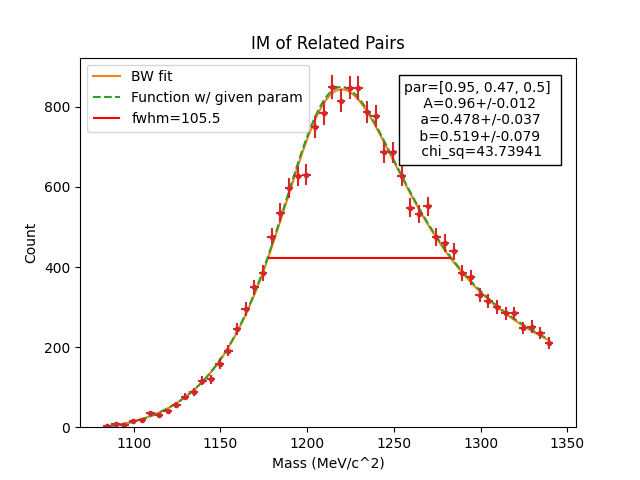 IM of Related Pairs
BW fit
Function w/ given param
fwhm=105.5
par=[0.95, 0.47, 0.5]
A=0.96+/-0.012
a=0.478+/-0.037
b=0.519+/-0.079
chi_sq=43.73941
Count
800
600
400
200
0
1100 1150 1200 1250 1300 1350
Mass (MeV/c^2)